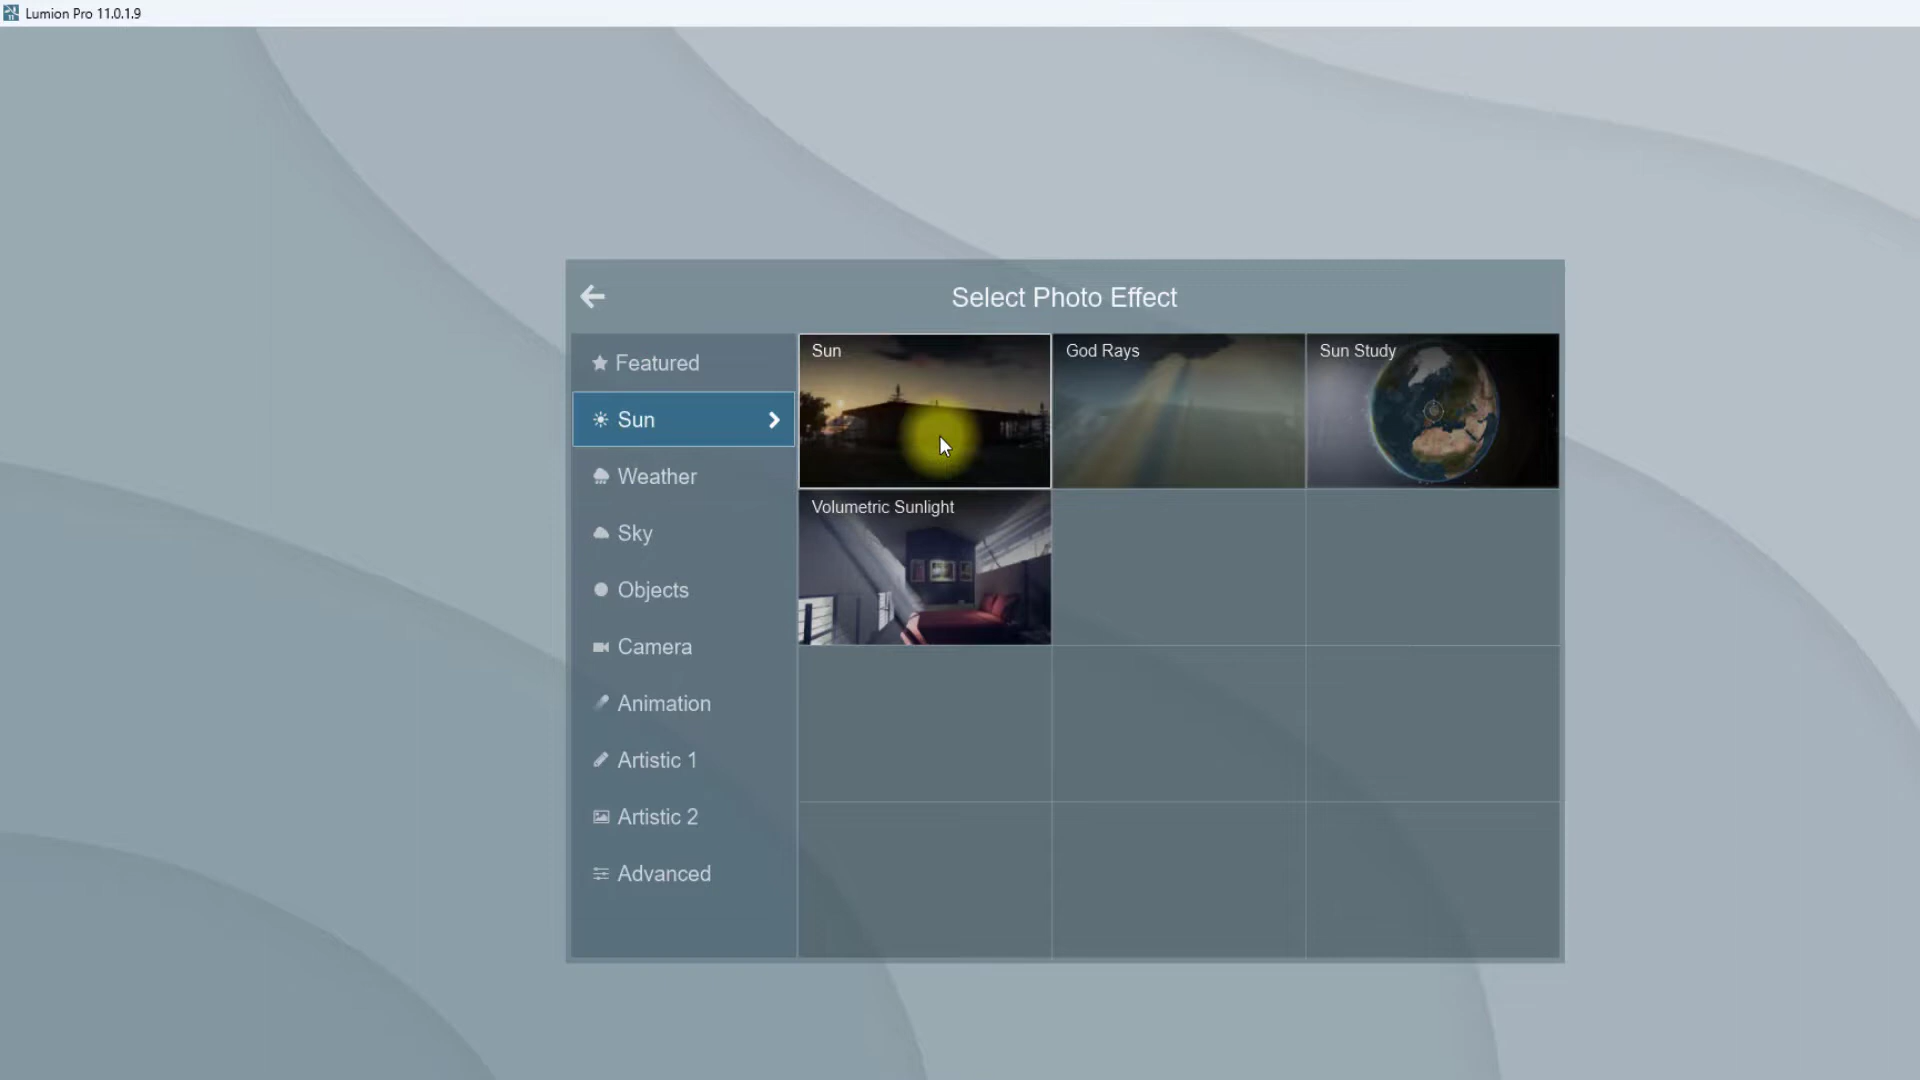 Lumion Pro 11.0.1.9
Select Photo Effect
Featured
Sun
Weather
Sky
Objects
Camera
Animation
Artistic 1
Artistic 2
Advanced
Sun
God Rays
Sun Study
Volumetric Sunlight